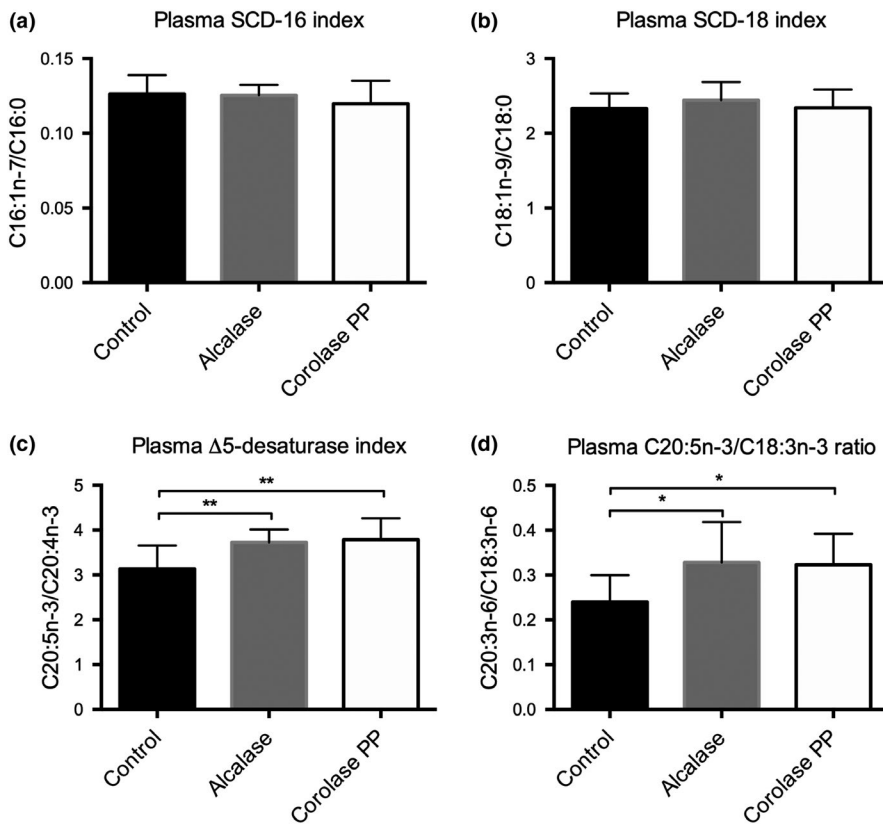 (a) Plasma SCD-16 index
C16:1n-7/C16:0
0.15
0.10
0.05
0.00
Control
Alcalase
Corolase PP
(b) Plasma SCD-18 index
C18:1n-9/C18:0
3
2
1
0
Control
Alcalase
Corolase PP
(c) Plasma Δ5-desaturase index
C20:5n-3/C20:4n-3
5
4
3
2
1
0
**
**
Control
Alcalase
Corolase PP
(d) Plasma C20:5n-3/C18:3n-3 ratio
C20:3n-6/C18:3n-6
0.5
0.4
0.3
0.2
0.1
0.0
*
*
Control
Alcalase
Corolase PP